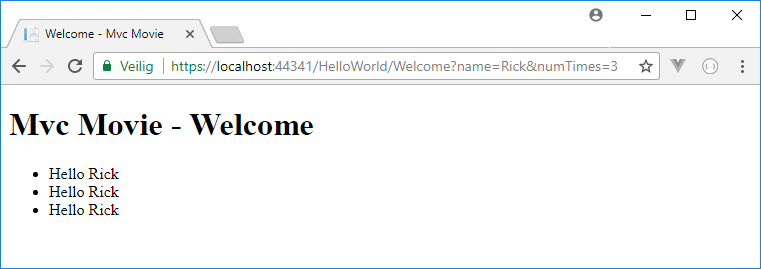 Welcome - Mvc Movie
Veilig https://localhost:44341/HelloWorld/Welcome?name=Rick&numTimes=3
Mvc Movie - Welcome
Hello Rick
Hello Rick
Hello Rick